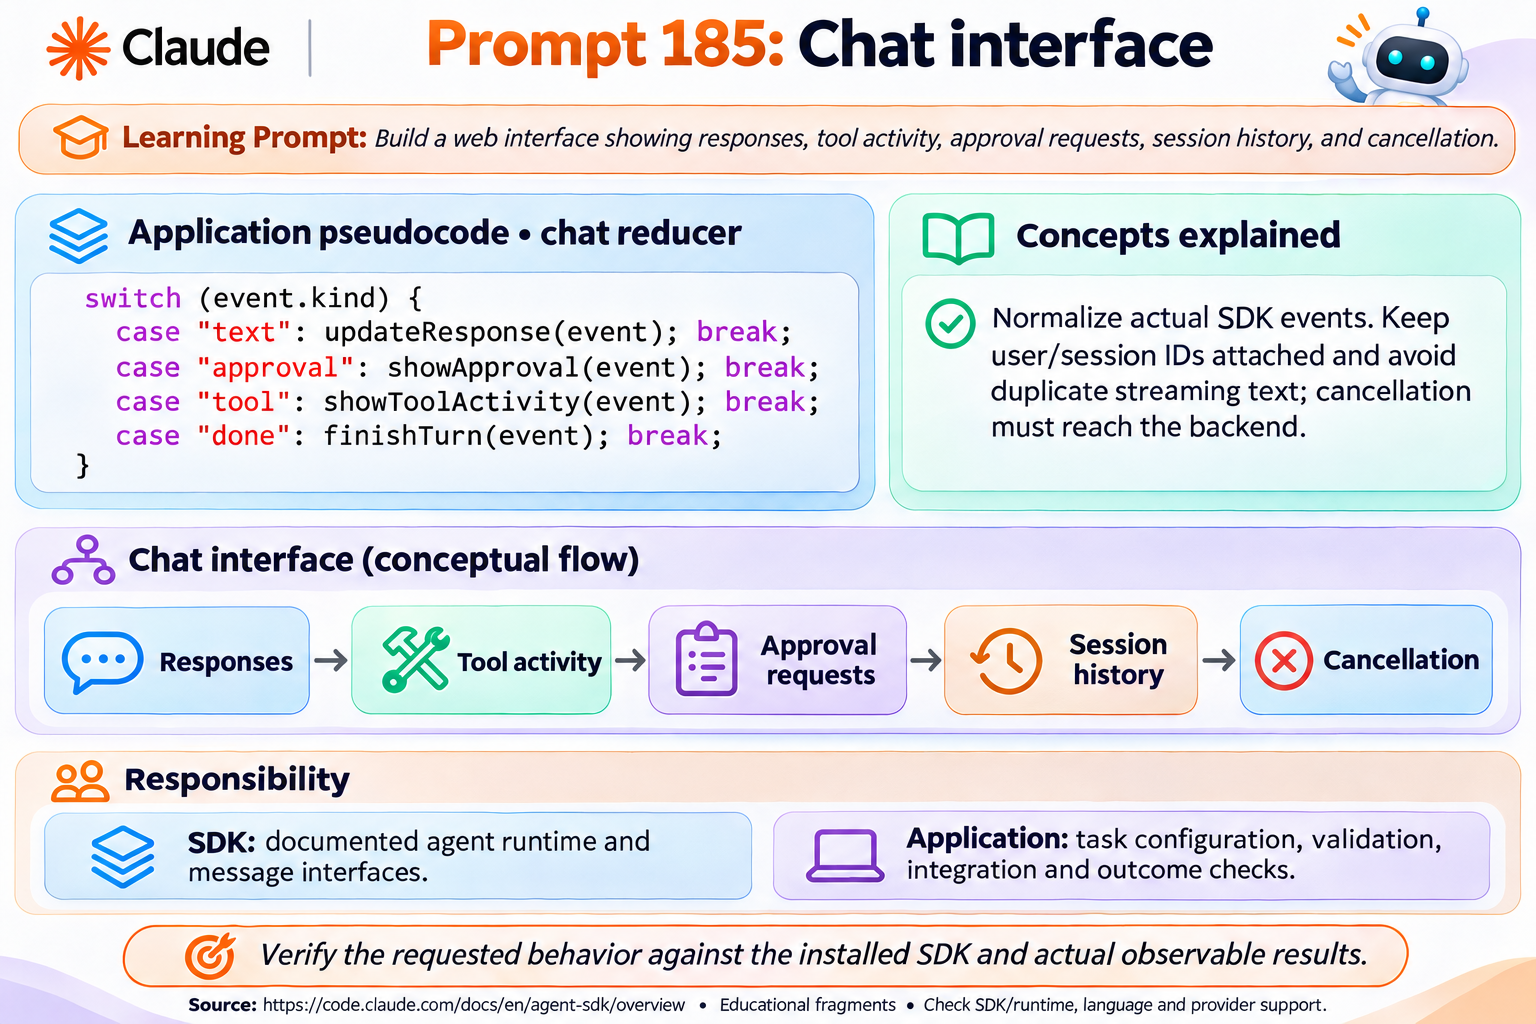 Claude
Prompt 185: Chat interface
Learning Prompt: Build a web interface showing responses, tool activity, approval requests, session history, and cancellation.
Application pseudocode • chat reducer
switch (event.kind) {
case "text": updateResponse(event); break;
case "approval": showApproval(event); break;
case "tool": showToolActivity(event); break;
case "done": finishTurn(event); break;
}
Concepts explained
Normalize actual SDK events. Keep
user/session IDs attached and avoid
duplicate streaming text; cancellation
must reach the backend.
Chat interface (conceptual flow)
Responses
Tool activity
Approval
requests
Session
history
Cancellation
Responsibility
SDK: documented agent runtime and
message interfaces.
Application: task configuration, validation,
integration and outcome checks.
Verify the requested behavior against the installed SDK and actual observable results.
Source: https://code.claude.com/docs/en/agent-sdk/overview • Educational fragments • Check SDK/runtime, language and provider support.